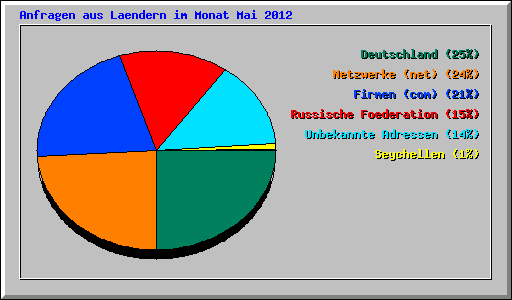 Anfragen aus Laendern im Monat Mai 2012
Deutschland (25%)
Netzwerke (net) (24%)
Firmen (com) (21%)
Russische Foederation (15%)
Unbekannte Adressen (14%)
Seychellen (1%)